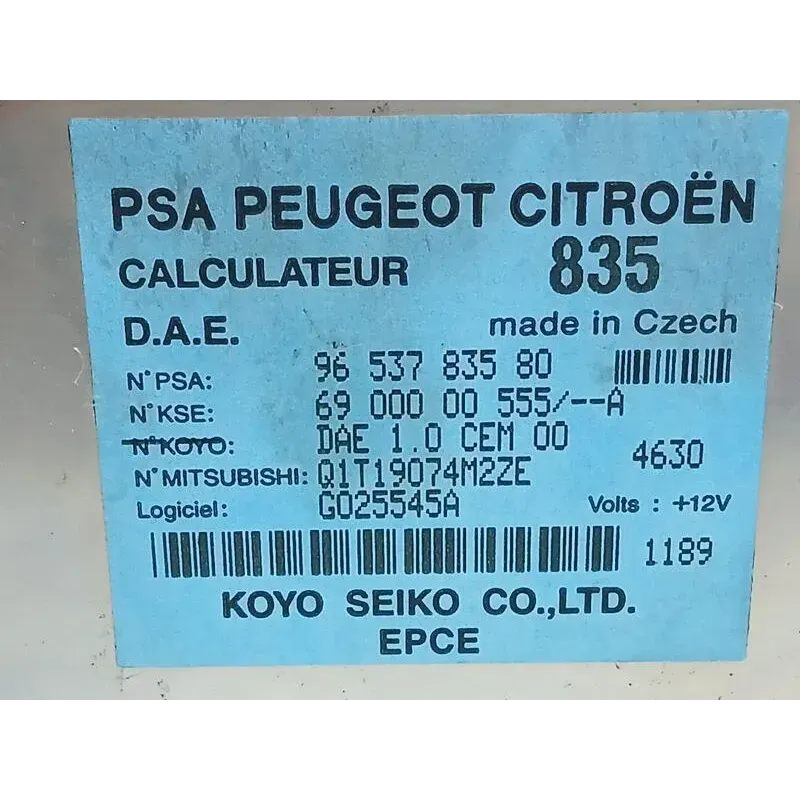 PSA PEUGEOT CITROËN
CALCULATEUR 835
D.A.E. made in Czech
N°PSA: 96 537 835 80
N°KSE: 69 000 00 555/--A
N°KOYO: DAE 1.0 CEM 00
4630
N°MITSUBISHI: Q1T19074M2ZE
Logiciel: G025545A Volts : +12V
1189
KOYO SEIKO CO.,LTD.
EPCE